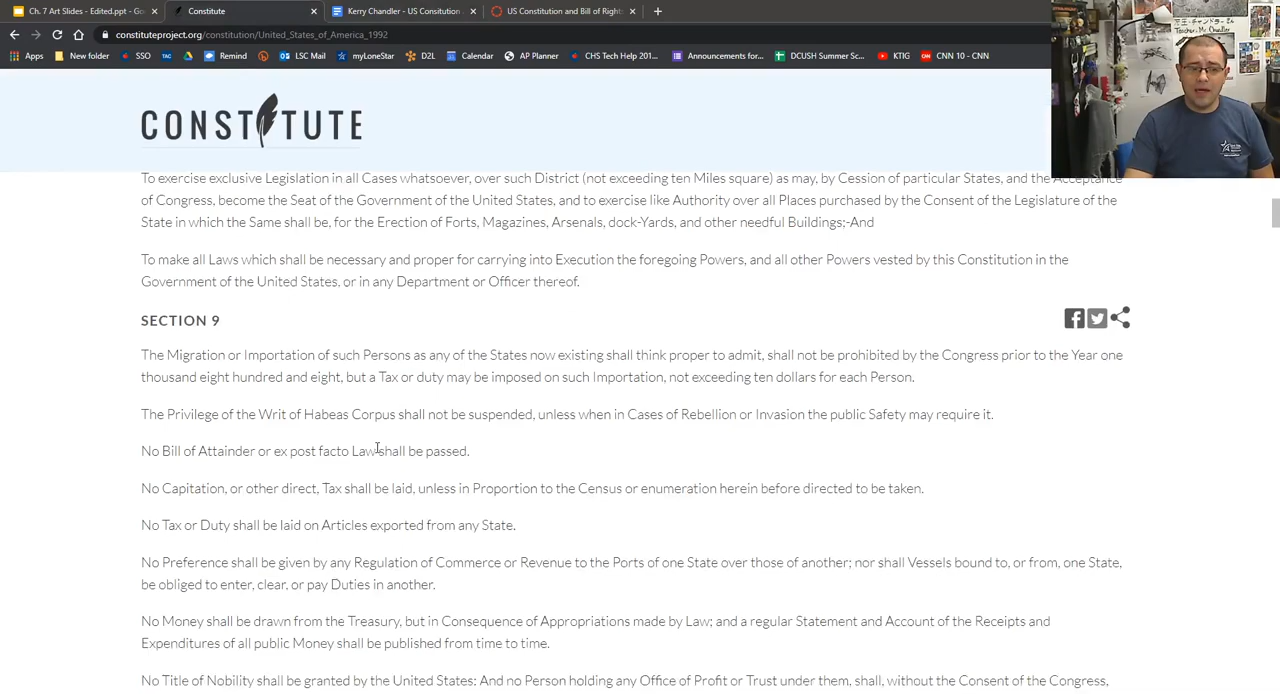 Ch. 7 Art Slides - Edited.ppt - Go
Constitute
Kerry Chandler - US Consitution
US Constitution and Bill of Rights
constituteproject.org/constitution/United_States_of_America_1992
Apps New folder SSO TAC Remind LSC Mail myLoneStar D2L Calendar AP Planner CHS Tech Help 201... Announcements for... DCUSH Summer Sc... KTIG CNN 10 - CNN
Teacher: Mr. Chandler
CONSTITUTE
To exercise exclusive Legislation in all Cases whatsoever, over such District (not exceeding ten Miles square) as may, by Cession of particular States, and the Acceptance
of Congress, become the Seat of the Government of the United States, and to exercise like Authority over all Places purchased by the Consent of the Legislature of the
State in which the Same shall be, for the Erection of Forts, Magazines, Arsenals, dock-Yards, and other needful Buildings;-And
To make all Laws which shall be necessary and proper for carrying into Execution the foregoing Powers, and all other Powers vested by this Constitution in the
Government of the United States, or in any Department or Officer thereof.
SECTION 9
The Migration or Importation of such Persons as any of the States now existing shall think proper to admit, shall not be prohibited by the Congress prior to the Year one
thousand eight hundred and eight, but a Tax or duty may be imposed on such Importation, not exceeding ten dollars for each Person.
The Privilege of the Writ of Habeas Corpus shall not be suspended, unless when in Cases of Rebellion or Invasion the public Safety may require it.
No Bill of Attainder or ex post facto Law shall be passed.
No Capitation, or other direct, Tax shall be laid, unless in Proportion to the Census or enumeration herein before directed to be taken.
No Tax or Duty shall be laid on Articles exported from any State.
No Preference shall be given by any Regulation of Commerce or Revenue to the Ports of one State over those of another; nor shall Vessels bound to, or from, one State,
be obliged to enter, clear, or pay Duties in another.
No Money shall be drawn from the Treasury, but in Consequence of Appropriations made by Law; and a regular Statement and Account of the Receipts and
Expenditures of all public Money shall be published from time to time.
No Title of Nobility shall be granted by the United States: And no Person holding any Office of Profit or Trust under them, shall, without the Consent of the Congress,